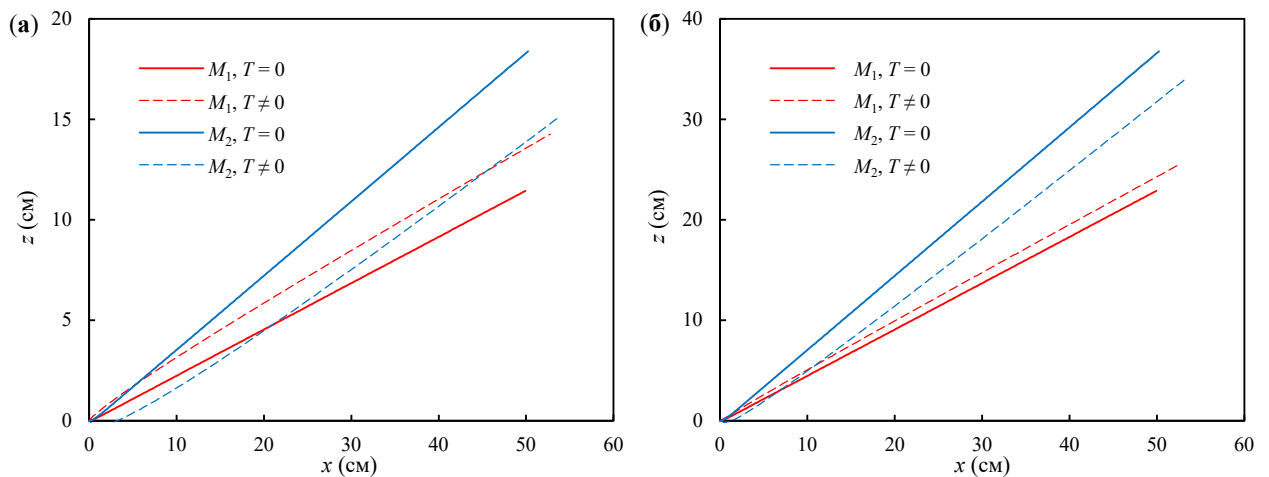 (а)
20
15
10
5
0
z (см)
M1, T = 0
M1, T ≠ 0
M2, T = 0
M2, T ≠ 0
0 10 20 30 40 50 60
x (см)
(б)
40
30
20
10
0
z (см)
M1, T = 0
M1, T ≠ 0
M2, T = 0
M2, T ≠ 0
0 10 20 30 40 50 60
x (см)